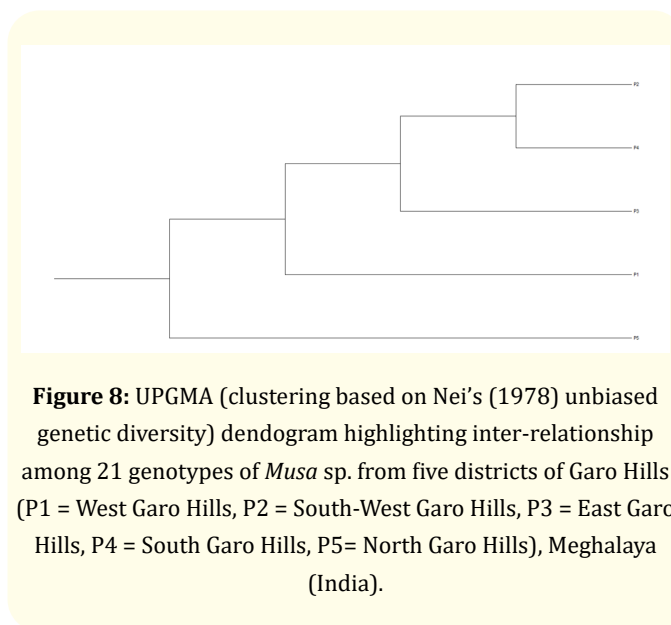 P2
P4
P3
P1
P5
Figure 8: UPGMA (clustering based on Nei’s (1978) unbiased
genetic diversity) dendogram highlighting inter-relationship
among 21 genotypes of Musa sp. from five districts of Garo Hills
(P1 = West Garo Hills, P2 = South-West Garo Hills, P3 = East Garo
Hills, P4 = South Garo Hills, P5= North Garo Hills), Meghalaya
(India).